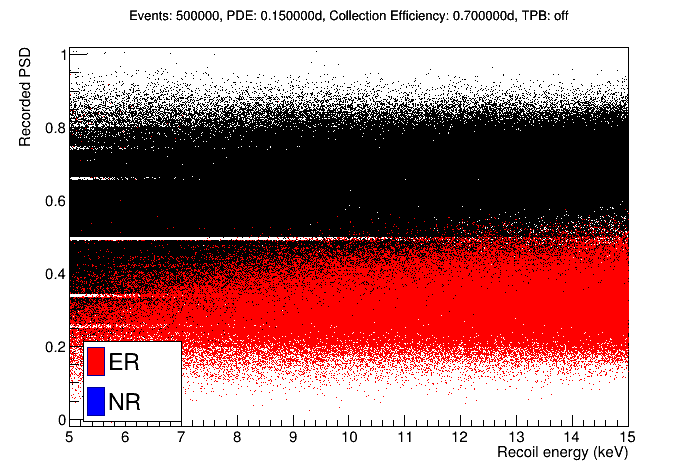 Events: 500000, PDE: 0.150000d, Collection Efficiency: 0.700000d, TPB: off
Recorded PSD
1
0.8
0.6
0.4
0.2
0
ER
NR
5 6 7 8 9 10 11 12 13 14 15
Recoil energy (keV)